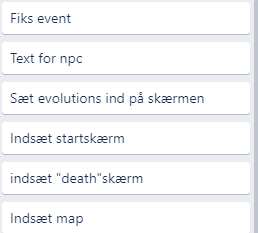 Fiks event
Text for npc
Sæt evolutions ind på skærmen
Indsæt startskærm
indsæt "death"skærm
Indsæt map